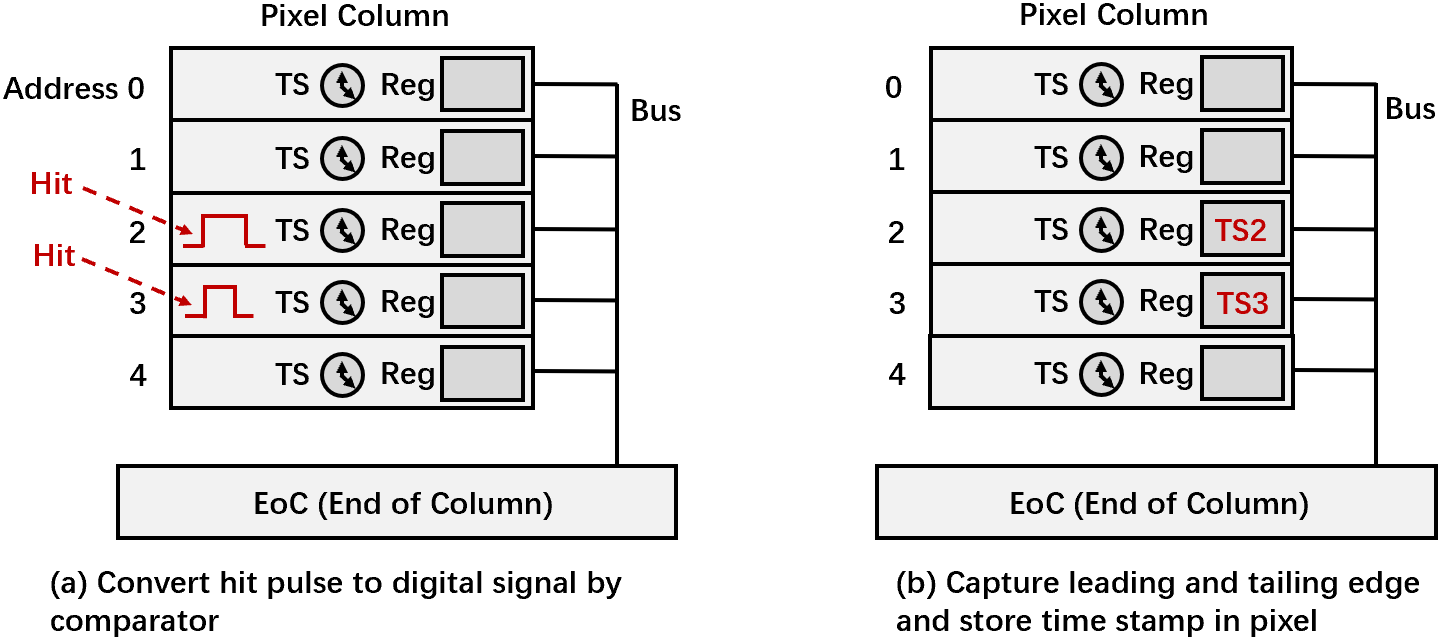 Pixel Column
Address 0 TS Reg
Bus
1 TS Reg
Hit
2 TS Reg
Hit
3 TS Reg
4 TS Reg
EoC (End of Column)
(a) Convert hit pulse to digital signal by
comparator
Pixel Column
0 TS Reg
Bus
1 TS Reg
2 TS Reg TS2
3 TS Reg TS3
4 TS Reg
EoC (End of Column)
(b) Capture leading and tailing edge
and store time stamp in pixel